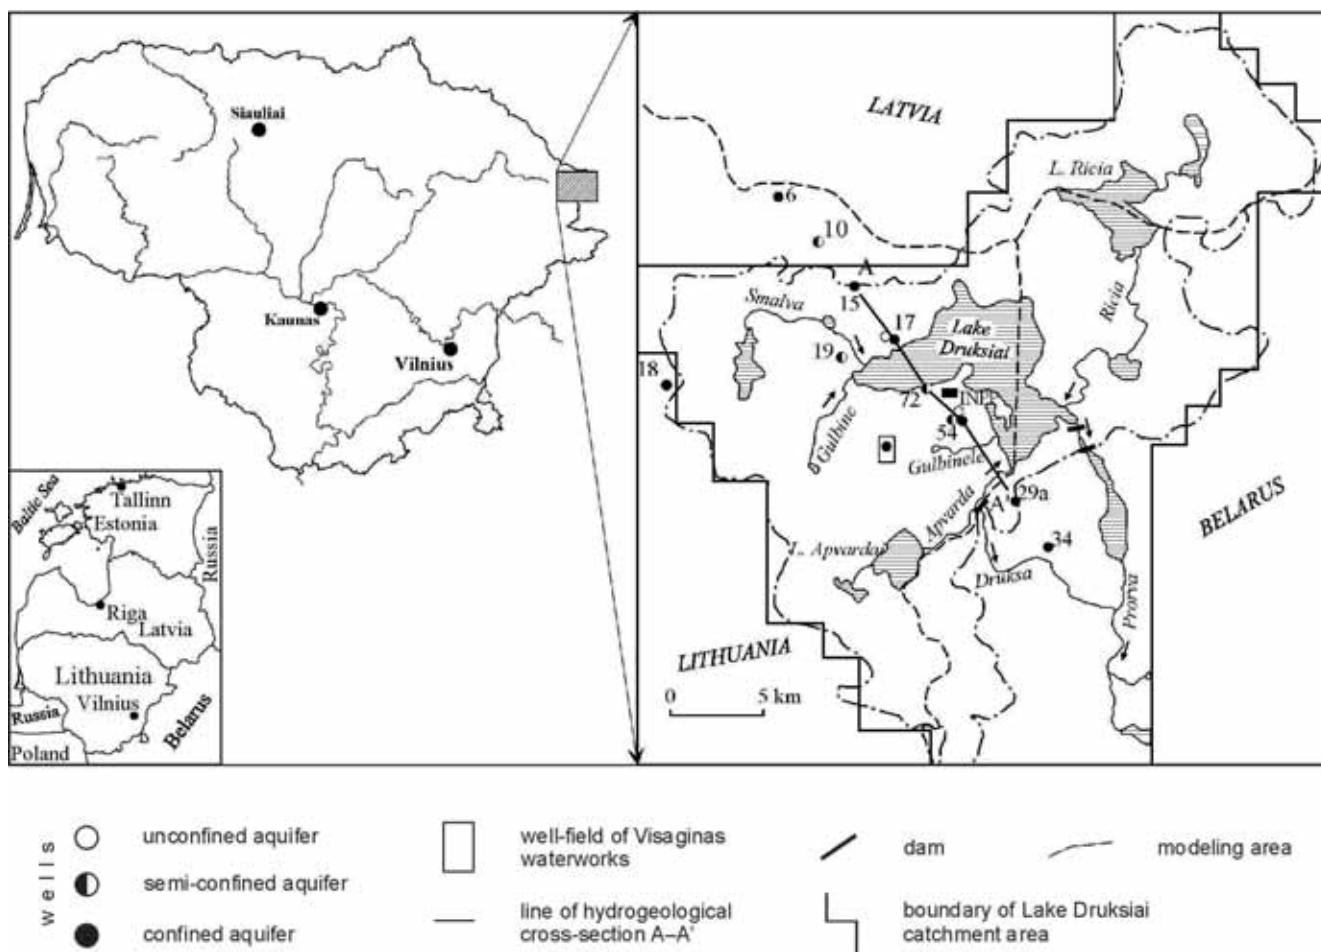 Siauliai
Kaunas
Vilnius
Baltic Sea
Tallinn
Estonia
Russia
Riga
Latvia
Lithuania
Vilnius
Russia
Belarus
Poland
LATVIA
L. Ricia
6
10
A
15
Smalva
17
Lake
Druksiai
Ricia
19
18
72
INPP
54
Gulbine
Gulbinele
A'
29a
Apvarda
L. Apvarda
34
Druksa
Prorva
BELARUS
LITHUANIA
0 5 km
wells
unconfined aquifer
semi-confined aquifer
confined aquifer
well-field of Visaginas
waterworks
line of hydrogeological
cross-section A–A'
dam
modeling area
boundary of Lake Druksiai
catchment area